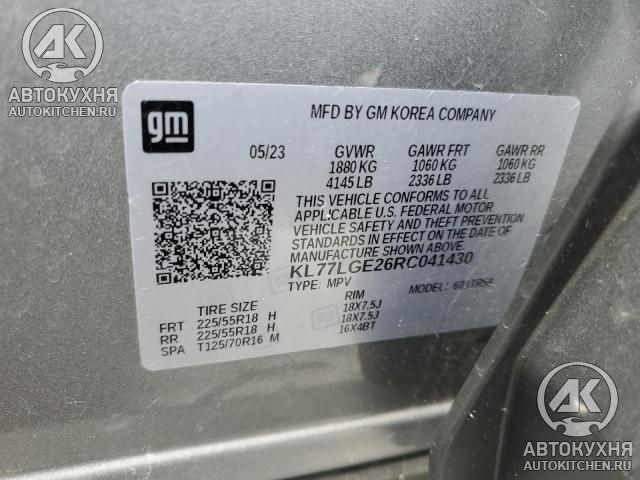 AK
АВТОКУХНЯ
AUTOKITCHEN.RU
gm
MFD BY GM KOREA COMPANY
05/23 GVWR GAWR FRT GAWR RR
1880 KG 1060 KG 1060 KG
4145 LB 2336 LB 2336 LB
THIS VEHICLE CONFORMS TO ALL
APPLICABLE U.S. FEDERAL MOTOR
VEHICLE SAFETY AND THEFT PREVENTION
STANDARDS IN EFFECT ON THE DATE OF
MANUFACTURE SHOWN ABOVE.
KL77LGE26RC041430
TYPE: MPV MODEL:
TIRE SIZE RIM
FRT 225/55R18 H 18X7.5J
RR 225/55R18 H 18X7.5J
SPA T125/70R16 M 16X4BT
AK
АВТОКУХНЯ
AUTOKITCHEN.RU